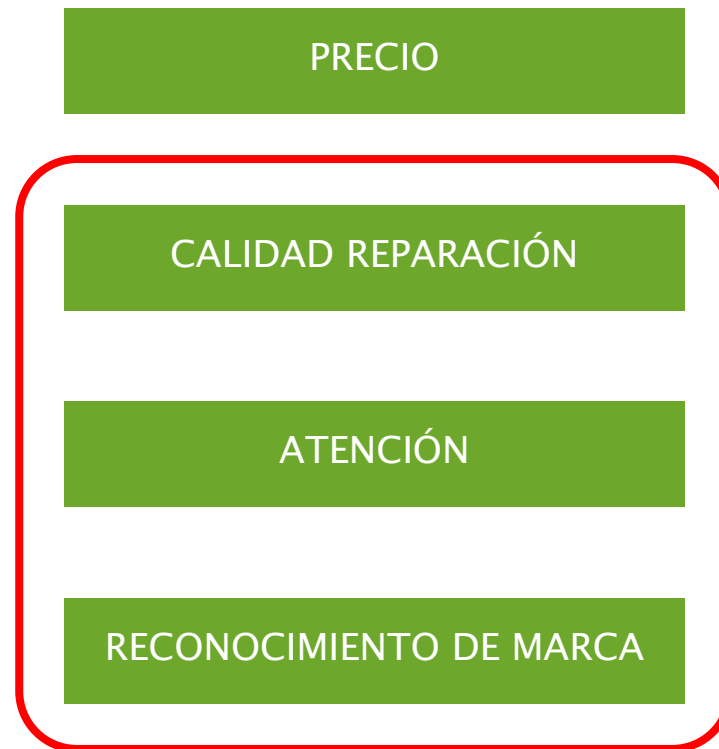 PRECIO
CALIDAD REPARACIÓN
ATENCIÓN
RECONOCIMIENTO DE MARCA